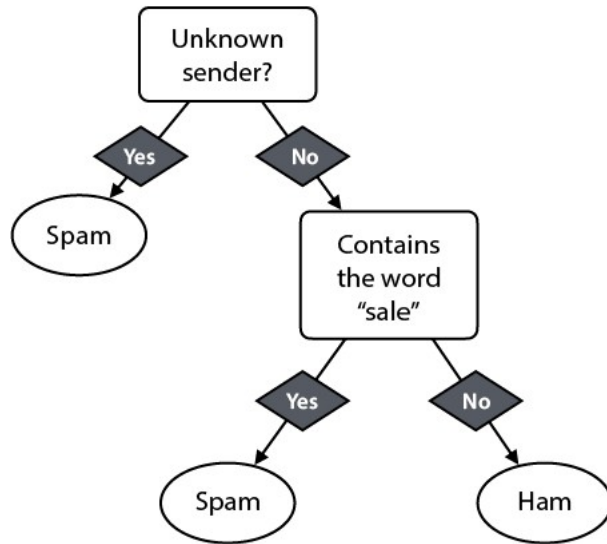 Unknown
sender?
Yes
No
Spam
Contains
the word
“sale”
Yes
No
Spam
Ham